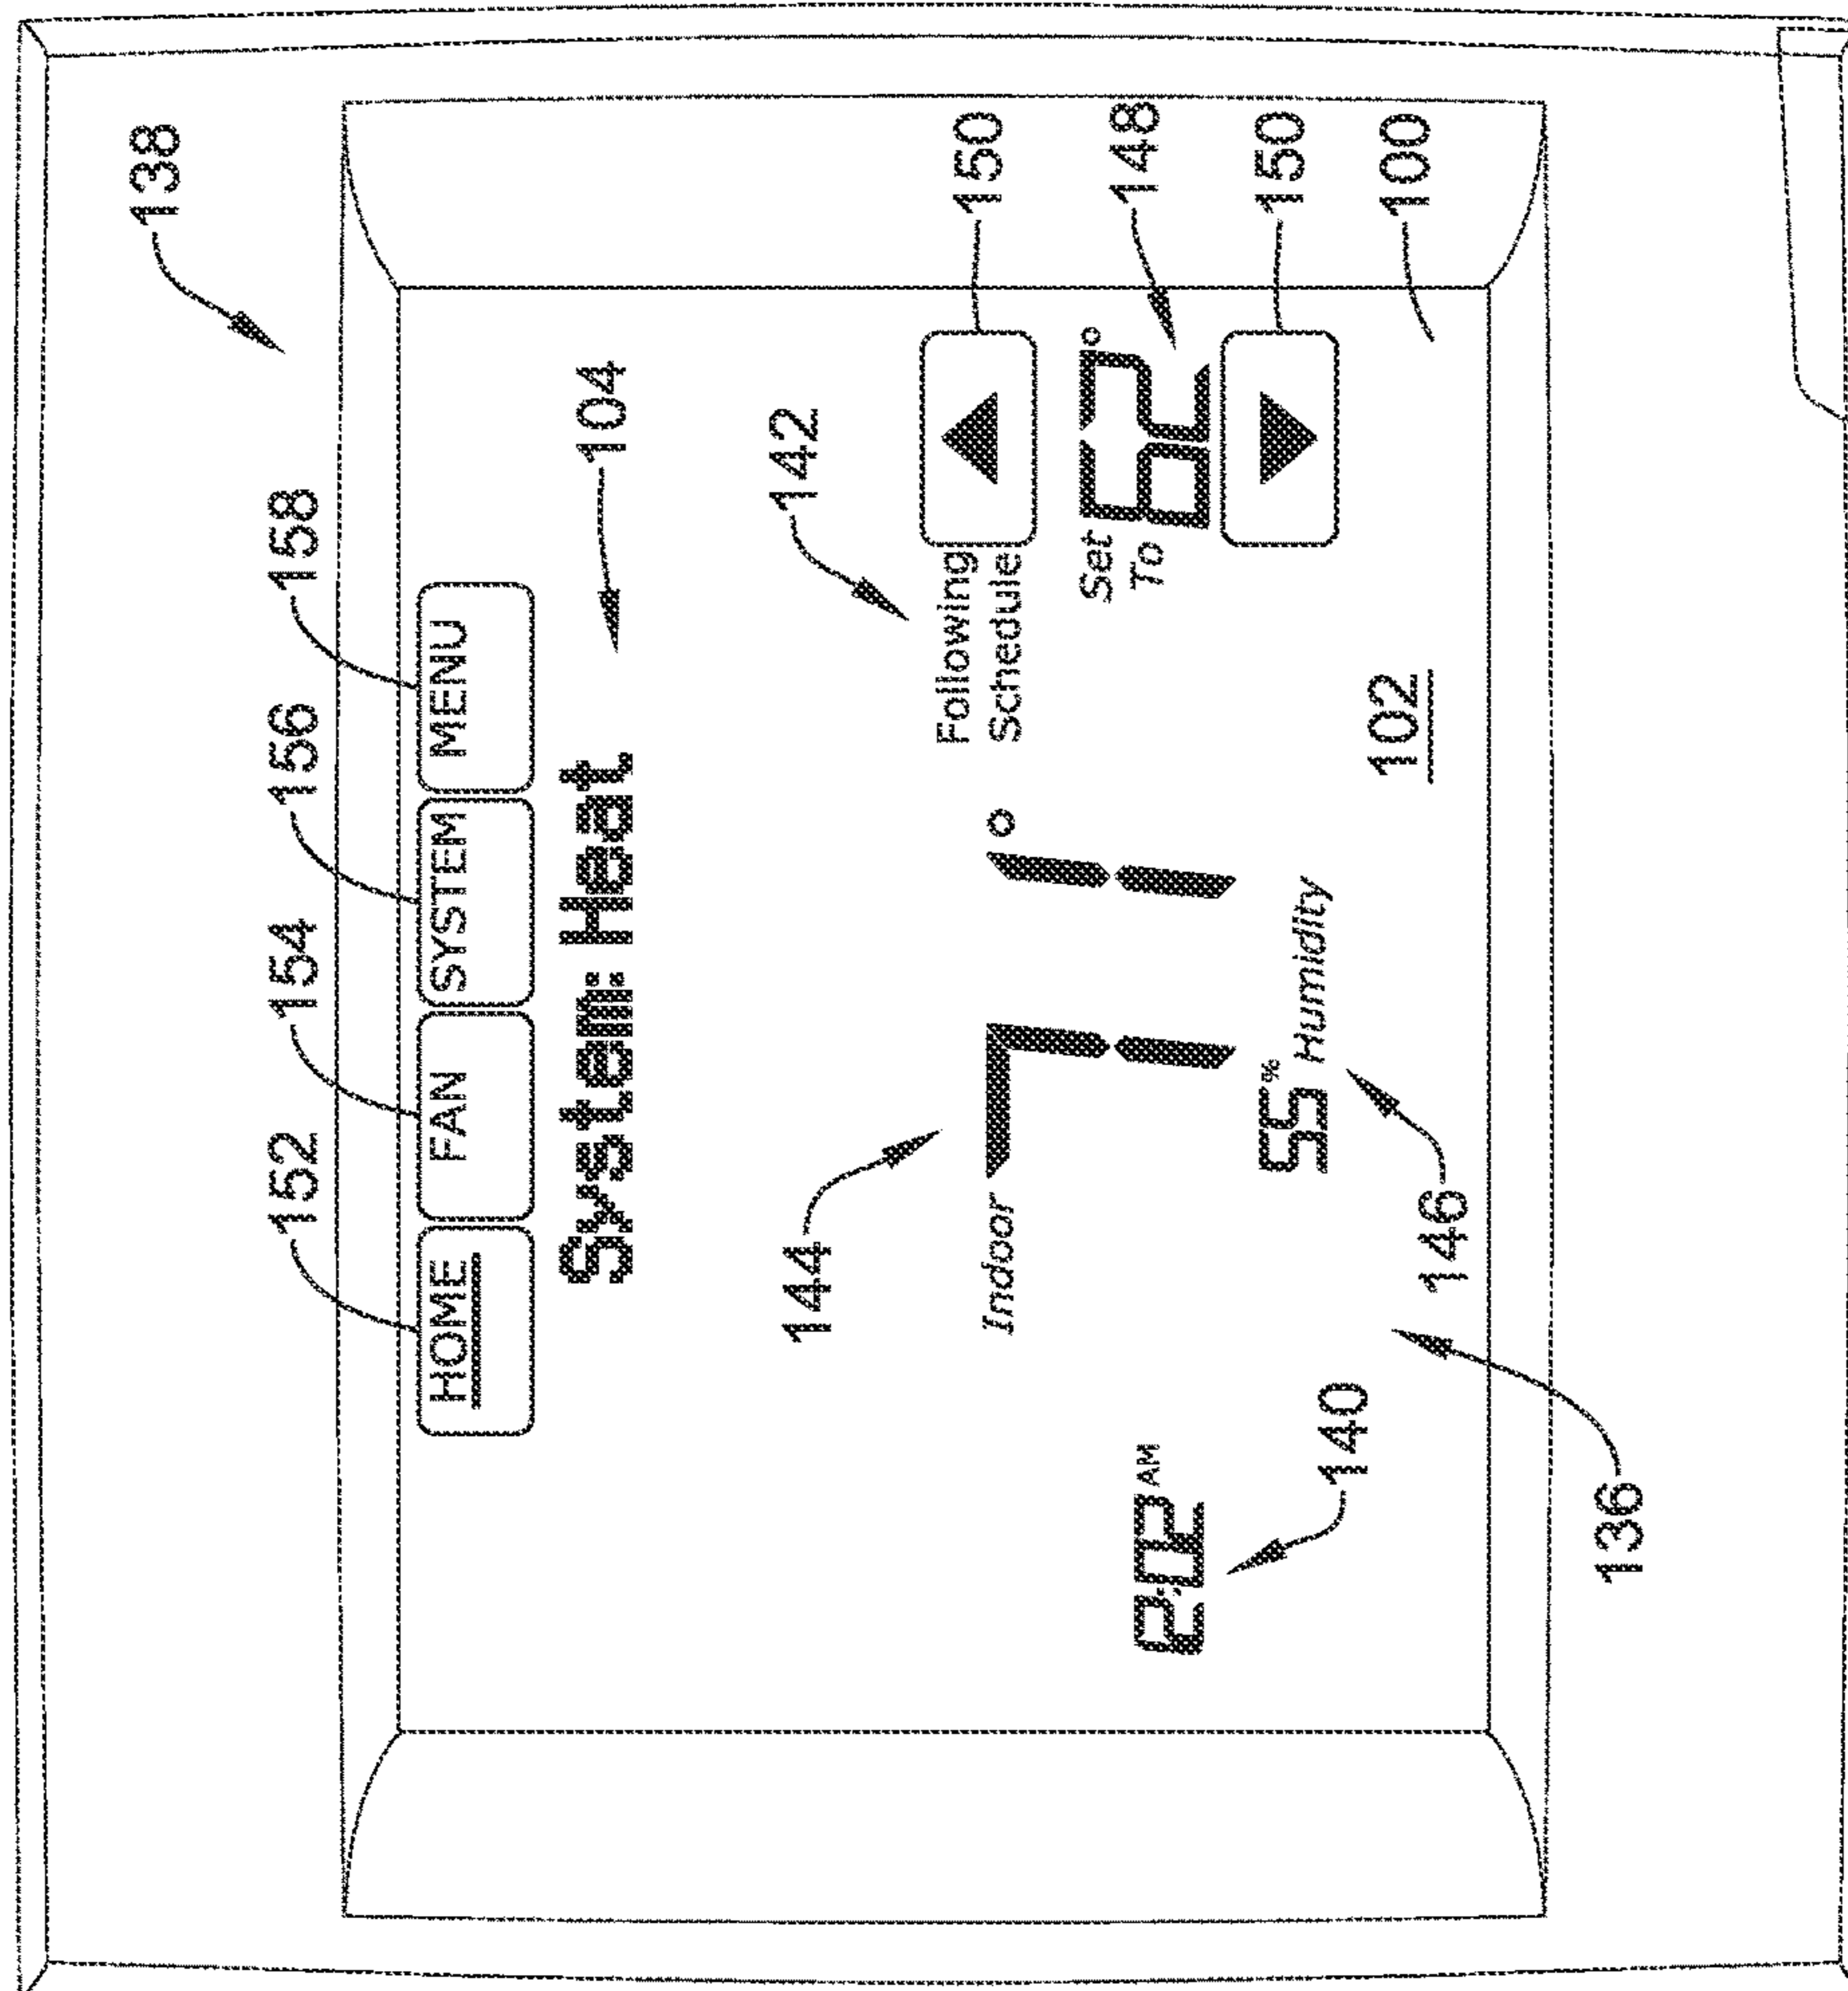 138
152 154 156 158
HOME FAN SYSTEM MENU
System: Heat 104
144 142
Following
Schedule
150
Indoor 71°
Set
To 62°
148
2:02 AM
150
55% Humidity
140
102
100
146
136